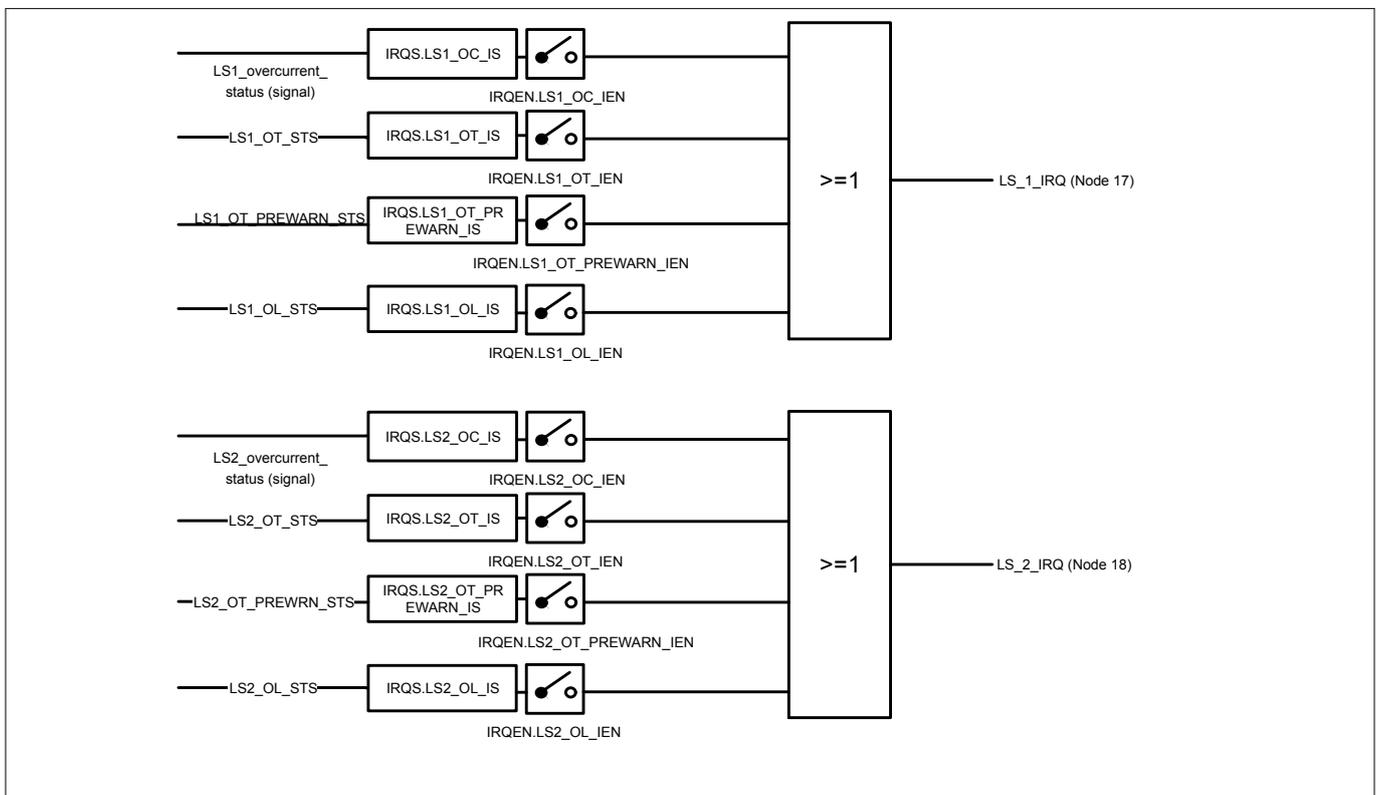 IRQS.LS1_OC_IS
LS1_overcurrent_
status (signal)
IRQEN.LS1_OC_IEN
LS1_OT_STS
IRQS.LS1_OT_IS
IRQEN.LS1_OT_IEN
>=1
LS_1_IRQ (Node 17)
LS1_OT_PREWARN_STS
IRQS.LS1_OT_PR
EWARN_IS
IRQEN.LS1_OT_PREWARN_IEN
LS1_OL_STS
IRQS.LS1_OL_IS
IRQEN.LS1_OL_IEN
IRQS.LS2_OC_IS
LS2_overcurrent_
status (signal)
IRQEN.LS2_OC_IEN
LS2_OT_STS
IRQS.LS2_OT_IS
IRQEN.LS2_OT_IEN
>=1
LS_2_IRQ (Node 18)
LS2_OT_PREWRN_STS
IRQS.LS2_OT_PR
EWARN_IS
IRQEN.LS2_OT_PREWARN_IEN
LS2_OL_STS
IRQS.LS2_OL_IS
IRQEN.LS2_OL_IEN